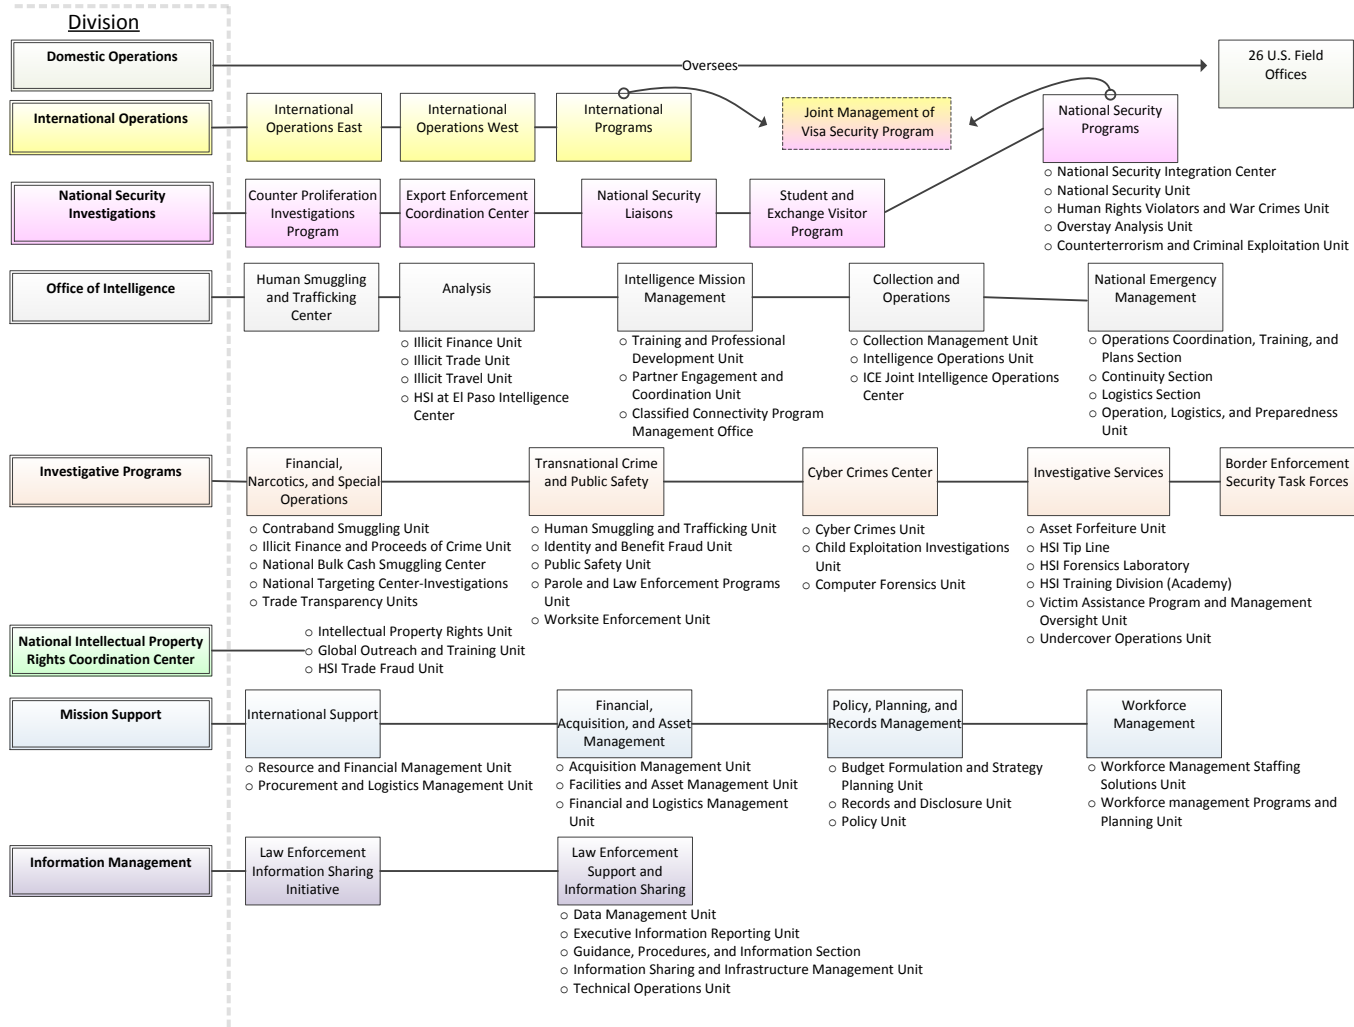 Division
Domestic Operations
Oversees
26 U.S. Field
Offices
International Operations
International
Operations East
International
Operations West
International
Programs
Joint Management of
Visa Security Program
National Security
Programs
○ National Security Integration Center
○ National Security Unit
○ Human Rights Violators and War Crimes Unit
○ Overstay Analysis Unit
○ Counterterrorism and Criminal Exploitation Unit
National Security
Investigations
Counter Proliferation
Investigations
Program
Export Enforcement
Coordination Center
National Security
Liaisons
Student and
Exchange Visitor
Program
Office of Intelligence
Human Smuggling
and Trafficking
Center
Analysis
○ Illicit Finance Unit
○ Illicit Trade Unit
○ Illicit Travel Unit
○ HSI at El Paso Intelligence
Center
Intelligence Mission
Management
○ Training and Professional
Development Unit
○ Partner Engagement and
Coordination Unit
○ Classified Connectivity Program
Management Office
Collection and
Operations
○ Collection Management Unit
○ Intelligence Operations Unit
○ ICE Joint Intelligence Operations
Center
National Emergency
Management
○ Operations Coordination, Training, and
Plans Section
○ Continuity Section
○ Logistics Section
○ Operation, Logistics, and Preparedness
Unit
Investigative Programs
Financial,
Narcotics, and Special
Operations
○ Contraband Smuggling Unit
○ Illicit Finance and Proceeds of Crime Unit
○ National Bulk Cash Smuggling Center
○ National Targeting Center-Investigations
○ Trade Transparency Units
Transnational Crime
and Public Safety
○ Human Smuggling and Trafficking Unit
○ Identity and Benefit Fraud Unit
○ Public Safety Unit
○ Parole and Law Enforcement Programs
Unit
○ Worksite Enforcement Unit
Cyber Crimes Center
○ Cyber Crimes Unit
○ Child Exploitation Investigations
Unit
○ Computer Forensics Unit
Investigative Services
○ Asset Forfeiture Unit
○ HSI Tip Line
○ HSI Forensics Laboratory
○ HSI Training Division (Academy)
○ Victim Assistance Program and Management
Oversight Unit
○ Undercover Operations Unit
Border Enforcement
Security Task Forces
National Intellectual Property
Rights Coordination Center
○ Intellectual Property Rights Unit
○ Global Outreach and Training Unit
○ HSI Trade Fraud Unit
Mission Support
International Support
○ Resource and Financial Management Unit
○ Procurement and Logistics Management Unit
Financial,
Acquisition, and Asset
Management
○ Acquisition Management Unit
○ Facilities and Asset Management Unit
○ Financial and Logistics Management
Unit
Policy, Planning, and
Records Management
○ Budget Formulation and Strategy
Planning Unit
○ Records and Disclosure Unit
○ Policy Unit
Workforce
Management
○ Workforce Management Staffing
Solutions Unit
○ Workforce management Programs and
Planning Unit
Information Management
Law Enforcement
Information Sharing
Initiative
Law Enforcement
Support and
Information Sharing
○ Data Management Unit
○ Executive Information Reporting Unit
○ Guidance, Procedures, and Information Section
○ Information Sharing and Infrastructure Management Unit
○ Technical Operations Unit